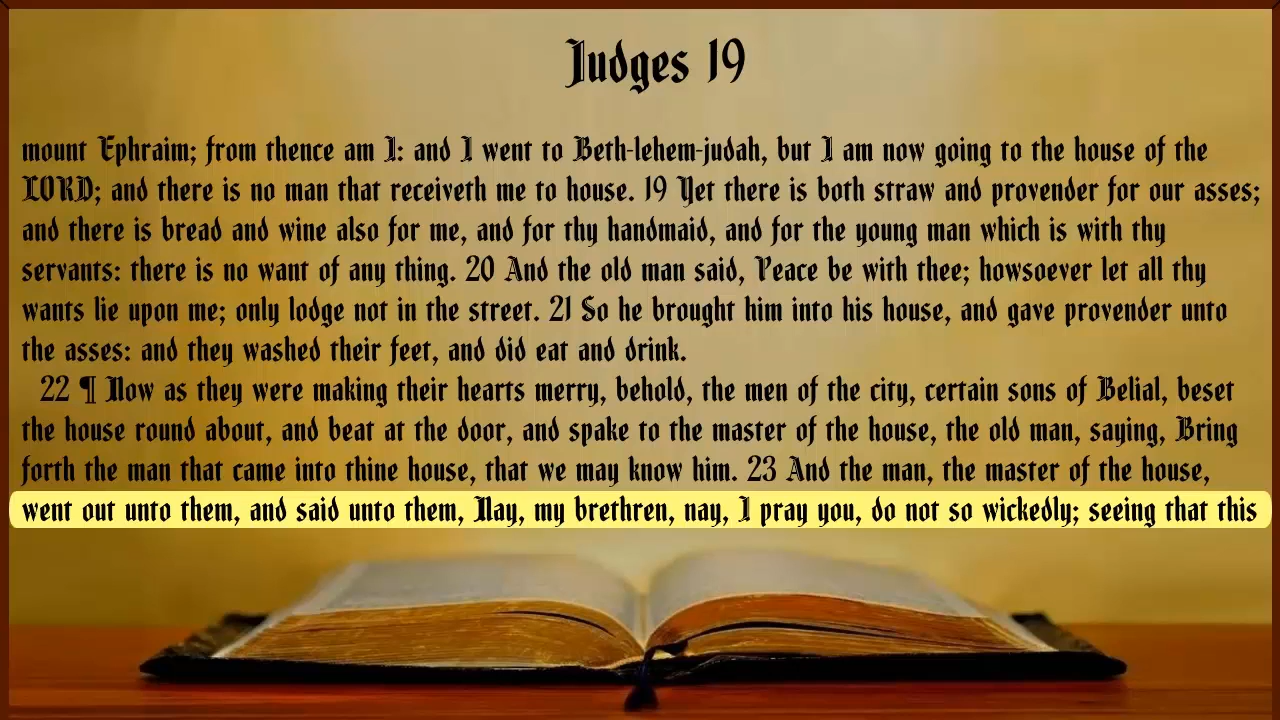 Judges 19
mount Ephraim; from thence am I: and I went to Beth-lehem-judah, but I am now going to the house of the
LORD; and there is no man that receiveth me to house. 19 Yet there is both straw and provender for our asses;
and there is bread and wine also for me, and for thy handmaid, and for the young man which is with thy
servants: there is no want of any thing. 20 And the old man said, Peace be with thee; howsoever let all thy
wants lie upon me; only lodge not in the street. 21 So he brought him into his house, and gave provender unto
the asses: and they washed their feet, and did eat and drink.
22 ¶ Now as they were making their hearts merry, behold, the men of the city, certain sons of Belial, beset
the house round about, and beat at the door, and spake to the master of the house, the old man, saying, Bring
forth the man that came into thine house, that we may know him. 23 And the man, the master of the house,
went out unto them, and said unto them, Nay, my brethren, nay, I pray you, do not so wickedly; seeing that this